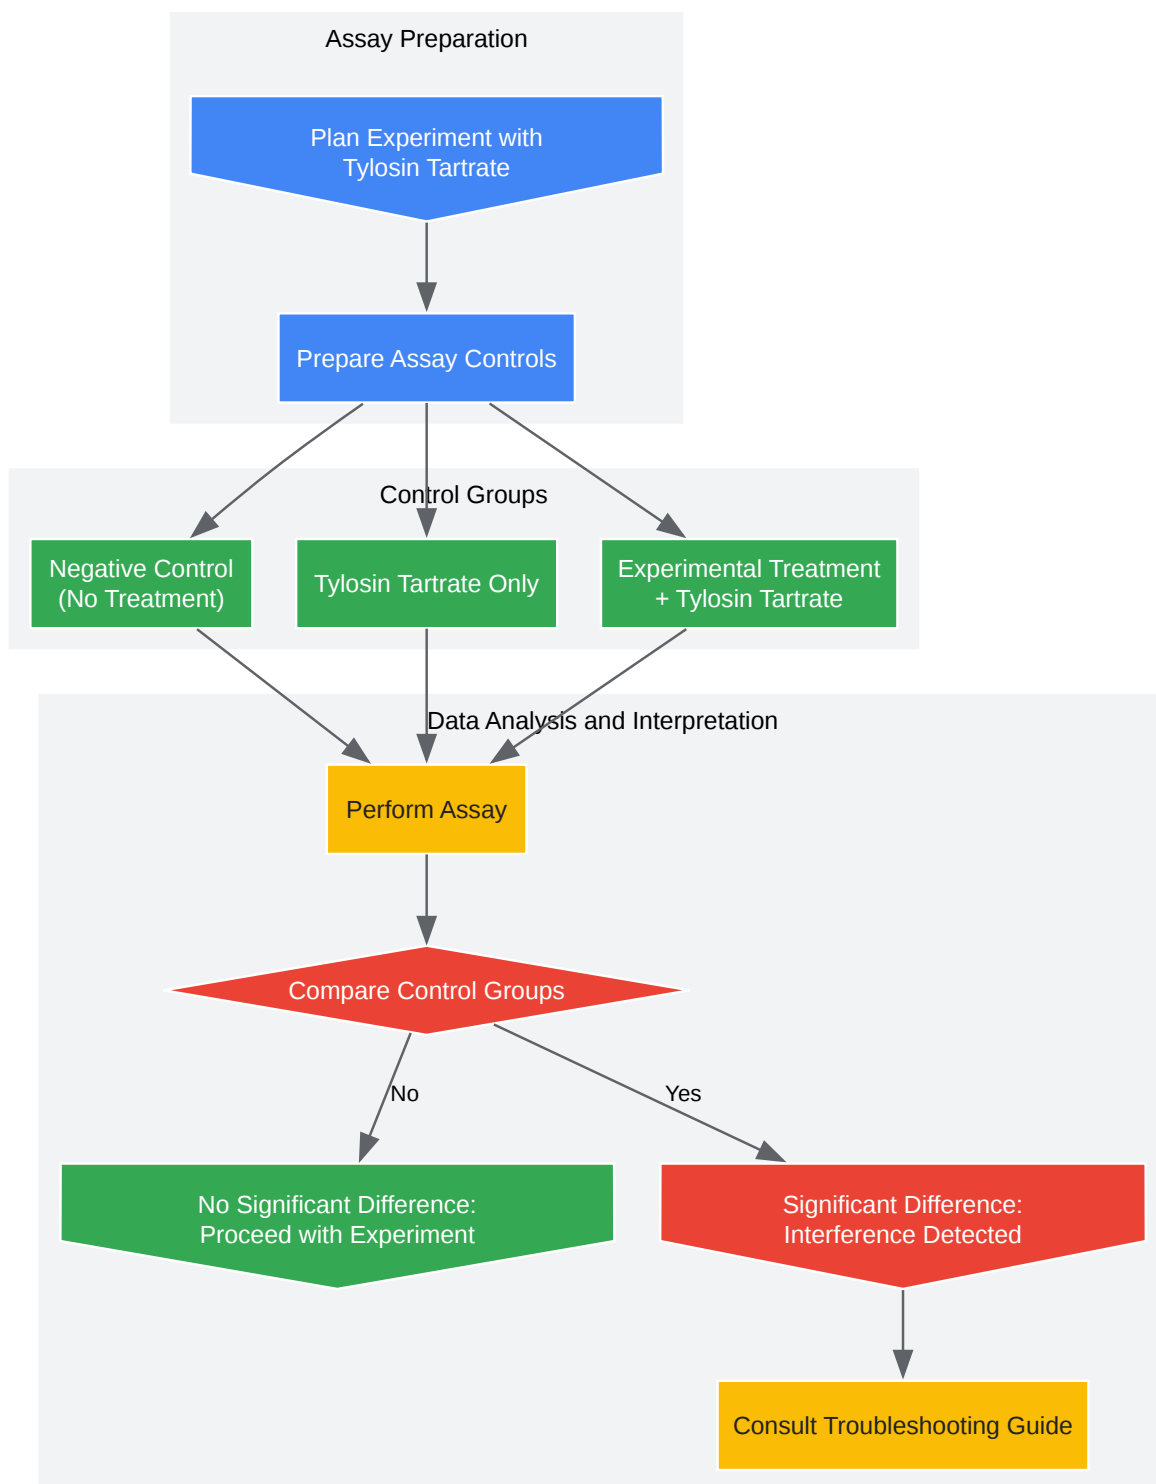 Assay Preparation
Plan Experiment with
Tylosin Tartrate
Prepare Assay Controls
Control Groups
Negative Control
(No Treatment)
Tylosin Tartrate Only
Experimental Treatment
+ Tylosin Tartrate
Data Analysis and Interpretation
Perform Assay
Compare Control Groups
No
Yes
No Significant Difference:
Proceed with Experiment
Significant Difference:
Interference Detected
Consult Troubleshooting Guide